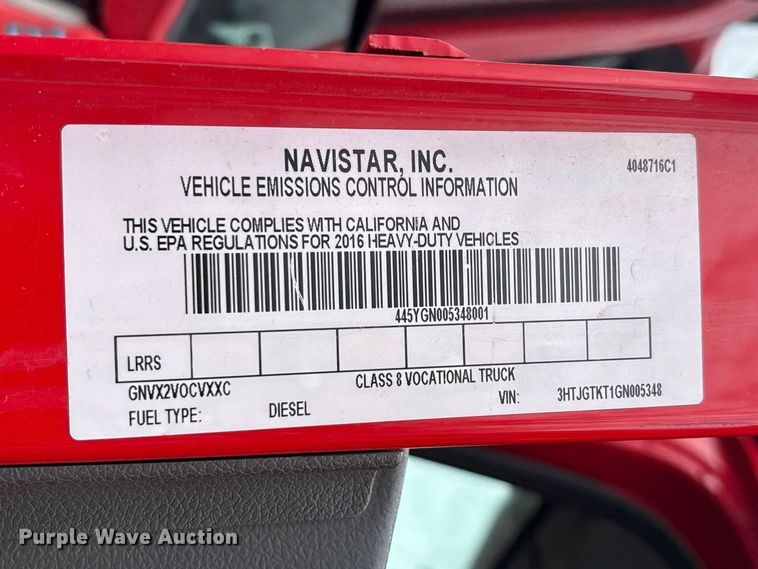 NAVISTAR, INC.
4048716C1
VEHICLE EMISSIONS CONTROL INFORMATION
THIS VEHICLE COMPLIES WITH CALIFORNIA AND
U.S. EPA REGULATIONS FOR 2016 HEAVY-DUTY VEHICLES
445YGN005348001
LRRS
GNVX2VOCVXXC CLASS 8 VOCATIONAL TRUCK
FUEL TYPE: DIESEL VIN: 3HTJGTKT1GN005348
Purple Wave Auction